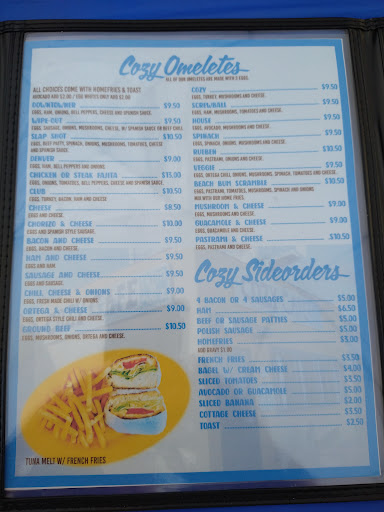 Cozy Omeletes
ALL OF OUR OMELETES ARE MADE WITH 3 EGGS.
ALL CHOICES COME WITH HOMEFRIES & TOAST
AVOCADO ADD $2.00 / EGG WHITES ONLY ADD $2.00
DOWNTOWNER $9.50
EGGS, HAM, ONIONS, BELL PEPPERS, CHEESE AND SPANISH SAUCE.
WIPE-OUT $9.50
EGGS, SAUSAGE, ONIONS, MUSHROOMS, CHEESE, W/ SPANISH SAUCE OR BEEF CHILI.
SLAP SHOT $10.50
EGGS, BEEF PATTY, SPINACH, ONIONS, MUSHROOMS, TOMATOES, CHEESE
AND SPANISH SAUCE
DENVER $9.00
EGGS, HAM, BELL PEPPERS AND ONIONS.
CHICKEN OR STEAK FAJITA $11.00
EGGS, ONIONS, TOMATOES, BELL PEPPERS, CHEESE AND SPANISH SAUCE.
CLUB $10.50
EGGS, TURKEY, BACON, HAM AND CHEESE
CHEESE $8.50
EGGS AND CHEESE.
CHORIZO & CHEESE $10.00
EGGS AND SPANISH STYLE SAUSAGE.
BACON AND CHEESE $9.50
EGGS, BACON AND CHEESE.
HAM AND CHEESE $9.50
EGGS AND HAM.
SAUSAGE AND CHEESE $9.50
EGGS AND SAUSAGE.
CHILI, CHEESE & ONIONS $9.00
EGGS, FRESH MADE CHILI W/ ONIONS.
ORTEGA & CHEESE $9.00
EGGS, ORTEGA STYLE CHILI AND CHEESE
GROUND BEEF $10.50
EGGS, MUSHROOMS, ONIONS, ORTEGA AND CHEESE.
TUNA MELT W/ FRENCH FRIES
COZY $9.50
EGGS, TURKEY, MUSHROOMS AND CHEESE.
SCREWBALL $9.50
EGGS, HAM, MUSHROOMS, TOMATOES AND CHEESE.
HOUSE $9.50
EGGS, AVOCADO, MUSHROOMS AND CHEESE.
SPINACH $9.50
EGGS, SPINACH, ONIONS, MUSHROOMS AND CHEESE.
RUEBEN $10.50
EGGS, PASTRAMI, ONIONS AND CHEESE.
VEGGIE $9.50
EGGS, ORTEGA CHILI, ONIONS, MUSHROOMS, SPINACH, TOMATOES AND CHEESE.
BEACH BUM SCRAMBLE $10.50
EGGS, PASTRAMI, TOMATOES, MUSHROOMS, SPINACH AND ONIONS
MIX WITH OUR HOME FRIES.
MUSHROOM & CHEESE $9.00
EGGS, MUSHROOMS AND CHEESE.
GUACAMOLE & CHEESE $9.00
EGGS, GUACAMOLE AND CHEESE.
PASTRAMI & CHEESE $10.50
EGGS, PASTRAMI AND CHEESE.
Cozy Sideorders
4 BACON OR 4 SAUSAGES $5.00
HAM $6.50
BEEF OR SAUSAGE PATTIES $5.00
POLISH SAUSAGE $5.00
HOMEFRIES $3.00
ADD GRAVY $1.00
FRENCH FRIES $3.50
BAGEL W/ CREAM CHEESE $4.00
SLICED TOMATOES $3.50
AVOCADO OR GUACAMOLE $5.00
SLICED BANANA $2.00
COTTAGE CHEESE $3.50
TOAST $2.50